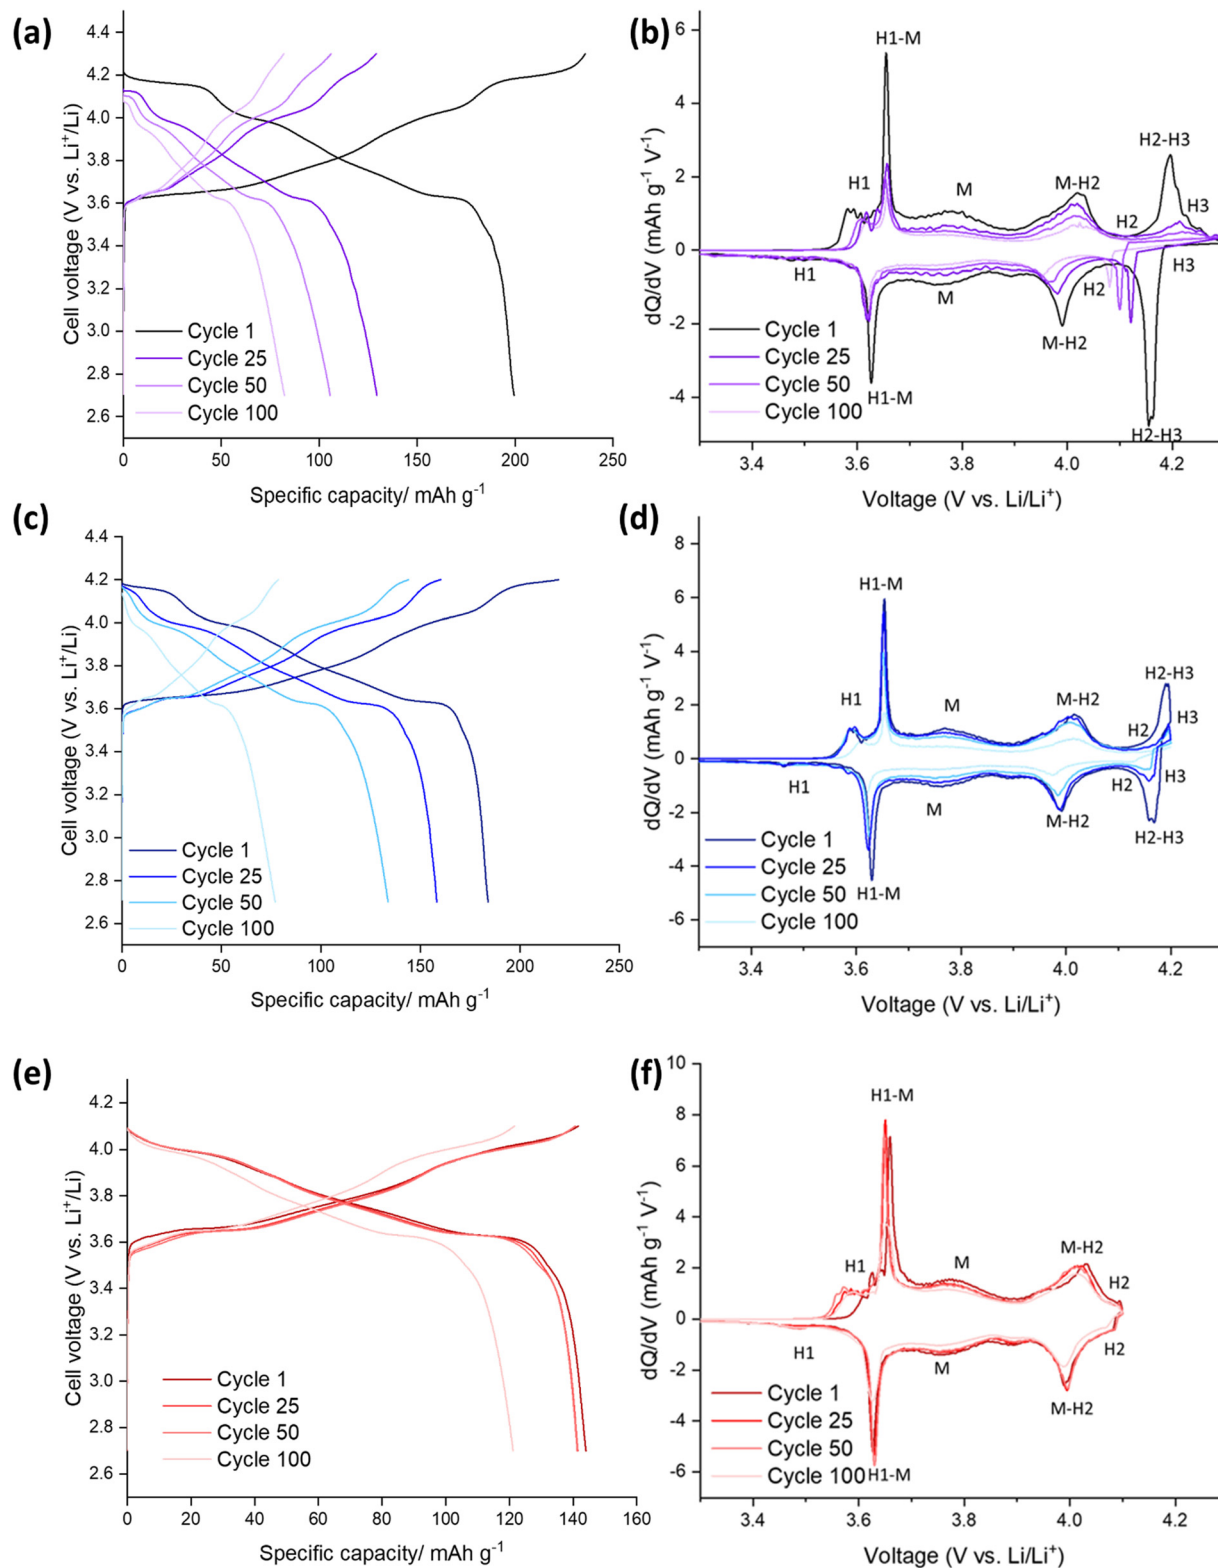 (a)
4.4
4.2
4.0
3.8
3.6
3.4
3.2
3.0
2.8
2.6
Cell voltage (V vs. Li⁺/Li)
Cycle 1
Cycle 25
Cycle 50
Cycle 100
0 50 100 150 200 250
Specific capacity/ mAh g⁻¹
(b)
6
4
2
0
-2
-4
dQ/dV (mAh g⁻¹ V⁻¹)
H1-M
H2-H3
H1 M M-H2 H2 H3
H1 M M-H2 H2 H3
H1-M
H2-H3
Cycle 1
Cycle 25
Cycle 50
Cycle 100
3.4 3.6 3.8 4.0 4.2
Voltage (V vs. Li/Li⁺)
(c)
4.4
4.2
4.0
3.8
3.6
3.4
3.2
3.0
2.8
2.6
Cell voltage (V vs. Li⁺/Li)
Cycle 1
Cycle 25
Cycle 50
Cycle 100
0 50 100 150 200 250
Specific capacity/ mAh g⁻¹
(d)
8
6
4
2
0
-2
-4
-6
dQ/dV (mAh g⁻¹ V⁻¹)
H1-M
H2-H3
H1 M M-H2 H2 H3
H1 M M-H2 H2 H3
H2-H3
H1-M
Cycle 1
Cycle 25
Cycle 50
Cycle 100
3.4 3.6 3.8 4.0 4.2
Voltage (V vs. Li/Li⁺)
(e)
4.2
4.0
3.8
3.6
3.4
3.2
3.0
2.8
2.6
Cell voltage (V vs. Li⁺/Li)
Cycle 1
Cycle 25
Cycle 50
Cycle 100
0 20 40 60 80 100 120 140 160
Specific capacity/ mAh g⁻¹
(f)
10
8
6
4
2
0
-2
-4
-6
dQ/dV (mAh g⁻¹ V⁻¹)
H1-M
H1 M M-H2 H2
H1 M M-H2 H2
H1-M
Cycle 1
Cycle 25
Cycle 50
Cycle 100
3.4 3.6 3.8 4.0 4.2
Voltage (V vs. Li/Li⁺)